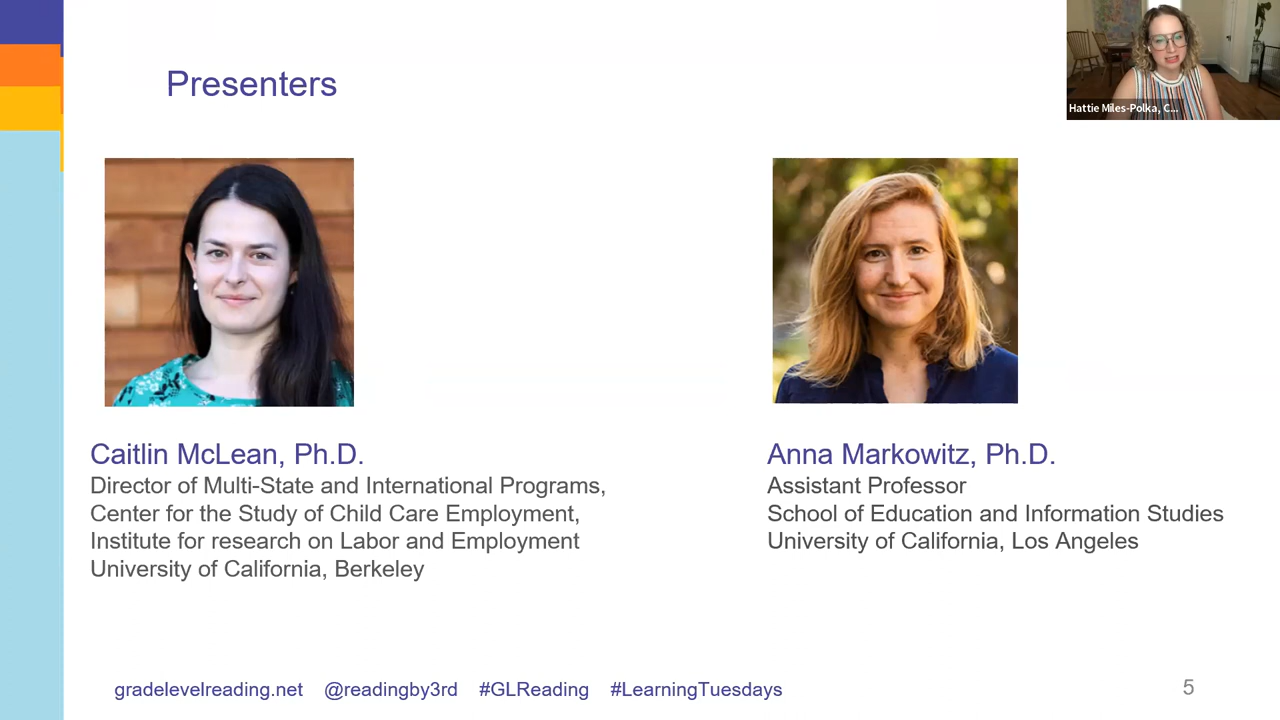 Presenters
Hattie Miles-Polka, C...
Caitlin McLean, Ph.D.
Director of Multi-State and International Programs,
Center for the Study of Child Care Employment,
Institute for research on Labor and Employment
University of California, Berkeley
Anna Markowitz, Ph.D.
Assistant Professor
School of Education and Information Studies
University of California, Los Angeles
gradelevelreading.net @readingby3rd #GLReading #LearningTuesdays
5